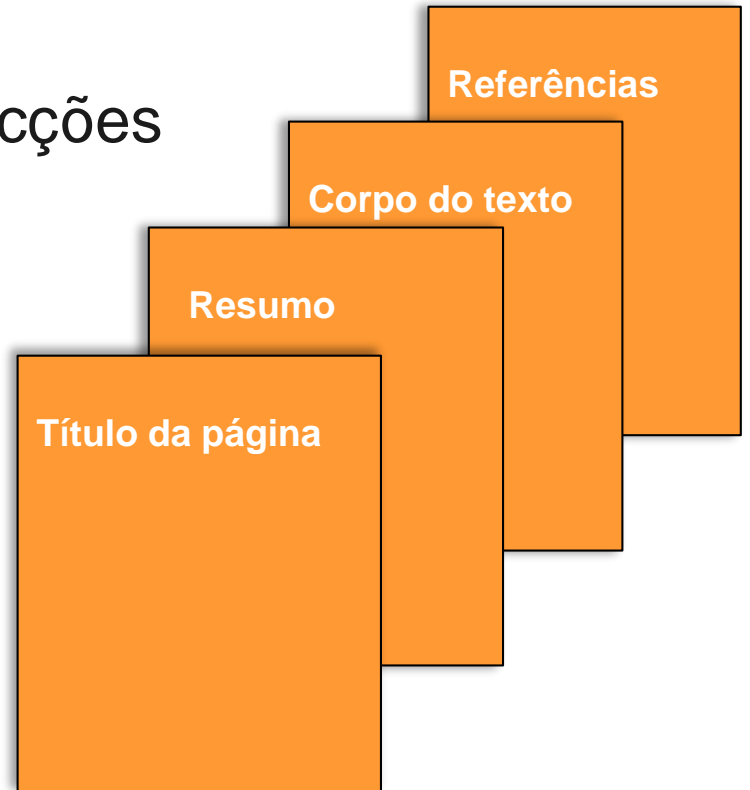 cções
Referências
Corpo do texto
Resumo
Título da página